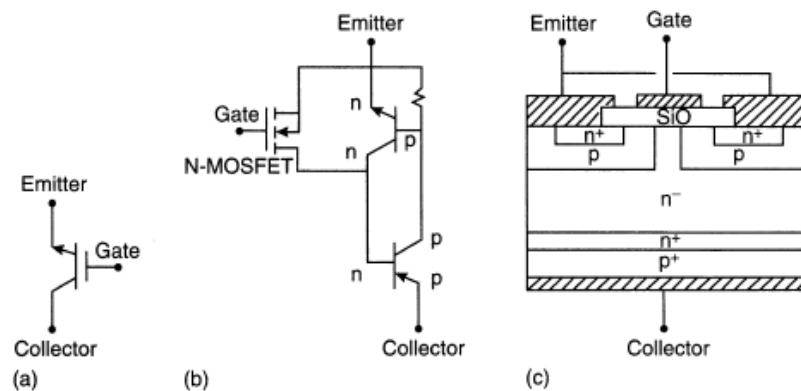 Emitter
Gate
Collector
(a)
Emitter
n
Gate
p
n
N-MOSFET
p
n
p
Collector
(b)
Emitter Gate
SiO
n+ n+
p p
n−
n+
p+
Collector
(c)